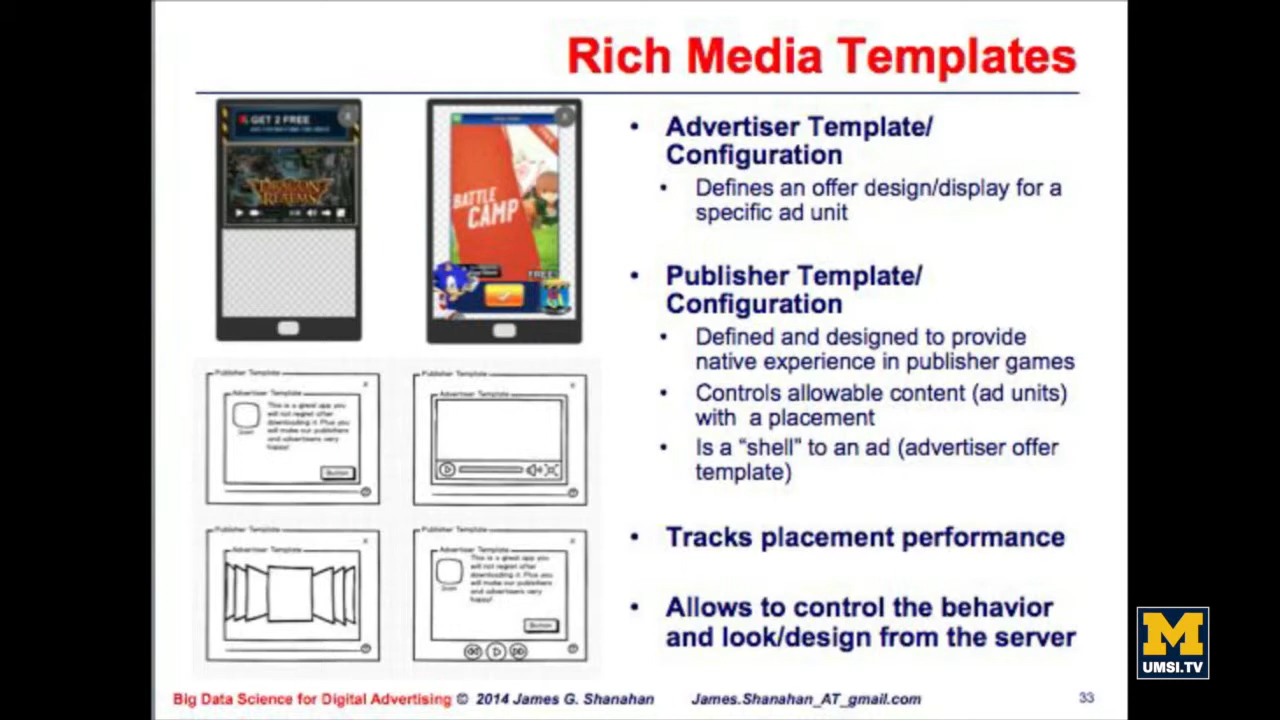 Rich Media Templates
GET 2 FREE
DRAGON
REALMS
BATTLE
CAMP
FREE!
• Advertiser Template/
Configuration
• Defines an offer design/display for a
specific ad unit
• Publisher Template/
Configuration
• Defined and designed to provide
native experience in publisher games
• Controls allowable content (ad units)
with a placement
• Is a “shell” to an ad (advertiser offer
template)
• Tracks placement performance
• Allows to control the behavior
and look/design from the server
Publisher Template
Advertiser Template
This is a great app you
will not regret after
downloading it. Plus you
will make our publishers
and advertisers very
happy!
Button
Publisher Template
Advertiser Template
Publisher Template
Advertiser Template
Publisher Template
Advertiser Template
This is a great app you
will not regret after
downloading it. Plus you
will make our publishers
and advertisers very
happy!
Button
M
UMSI.TV
Big Data Science for Digital Advertising © 2014 James G. Shanahan James.Shanahan_AT_gmail.com 33